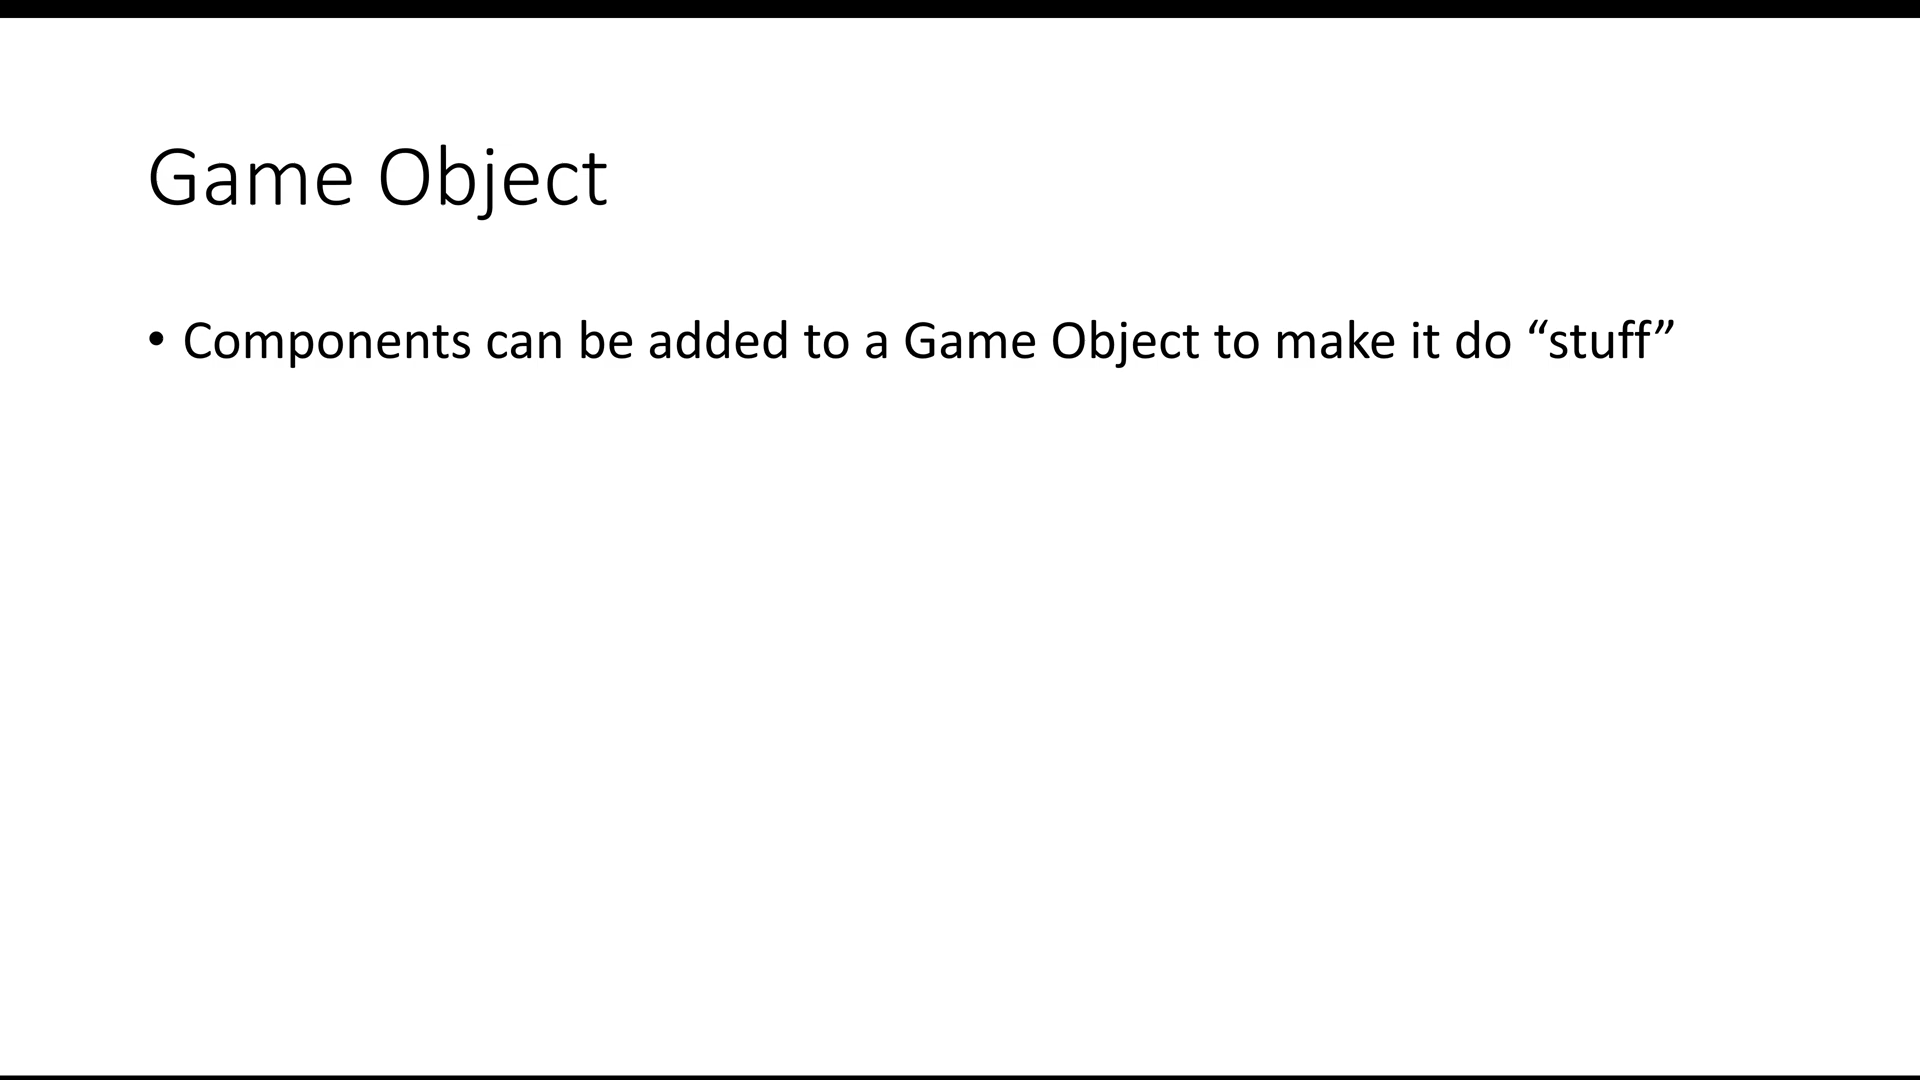 Game Object
• Components can be added to a Game Object to make it do “stuff”